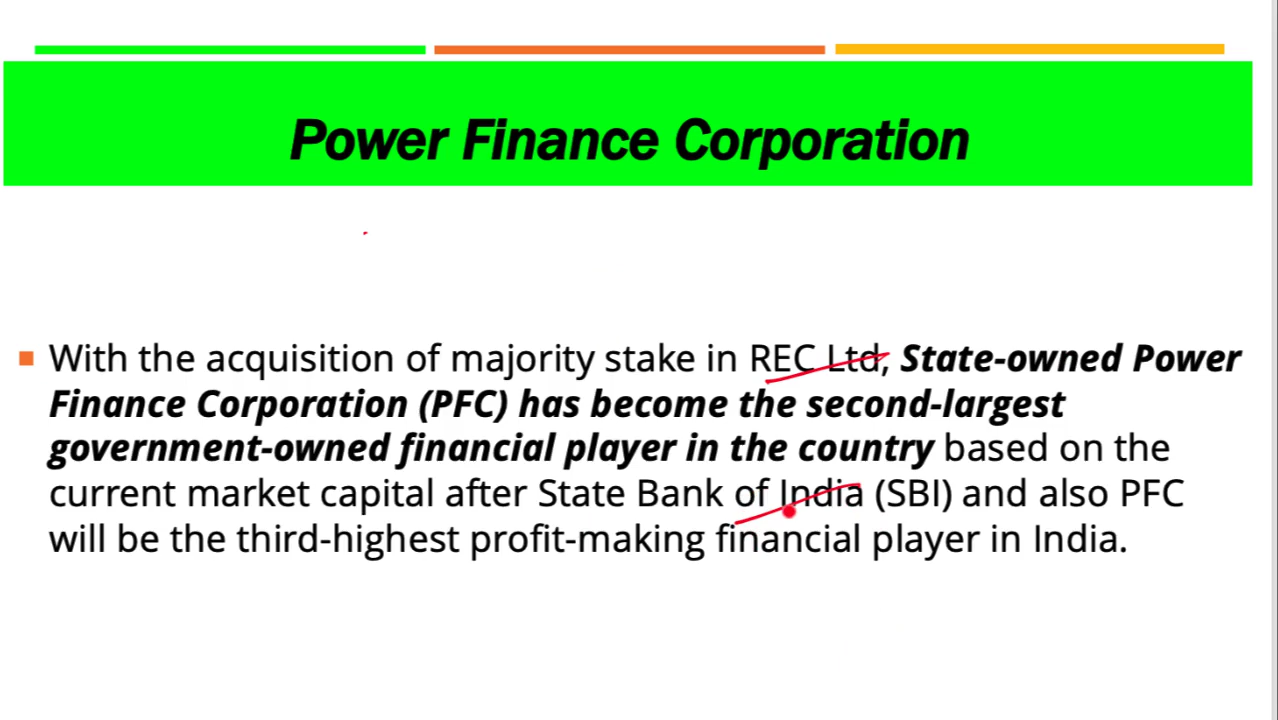 Power Finance Corporation
With the acquisition of majority stake in REC Ltd, State-owned Power
Finance Corporation (PFC) has become the second-largest
government-owned financial player in the country based on the
current market capital after State Bank of India (SBI) and also PFC
will be the third-highest profit-making financial player in India.